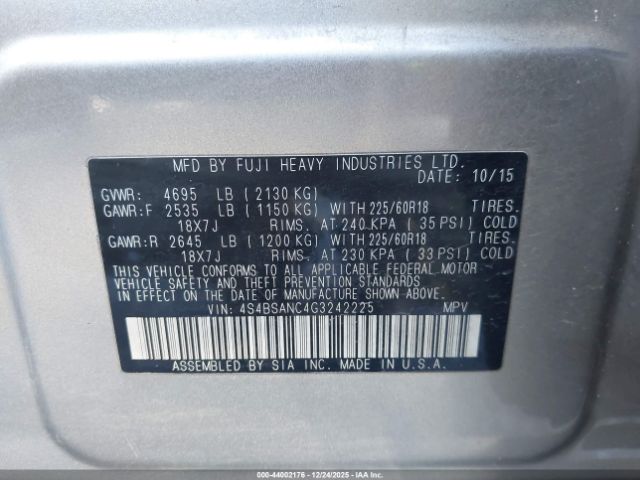 MFD BY FUJI HEAVY INDUSTRIES LTD.
DATE: 10/15
GVWR: 4695 LB ( 2130 KG)
GAWR:F 2535 LB ( 1150 KG) WITH 225/60R18 TIRES.
18X7J RIMS. AT 240 KPA ( 35 PSI) COLD
GAWR:R 2645 LB ( 1200 KG) WITH 225/60R18 TIRES.
18X7J RIMS. AT 230 KPA ( 33 PSI) COLD
THIS VEHICLE CONFORMS TO ALL APPLICABLE FEDERAL MOTOR
VEHICLE SAFETY AND THEFT PREVENTION STANDARDS
IN EFFECT ON THE DATE OF MANUFACTURE SHOWN ABOVE.
VIN: 4S4BSANC4G3242225 MPV
ASSEMBLED BY SIA INC. MADE IN U.S.A.
000-44002176 • 12/24/2025 • DEALER